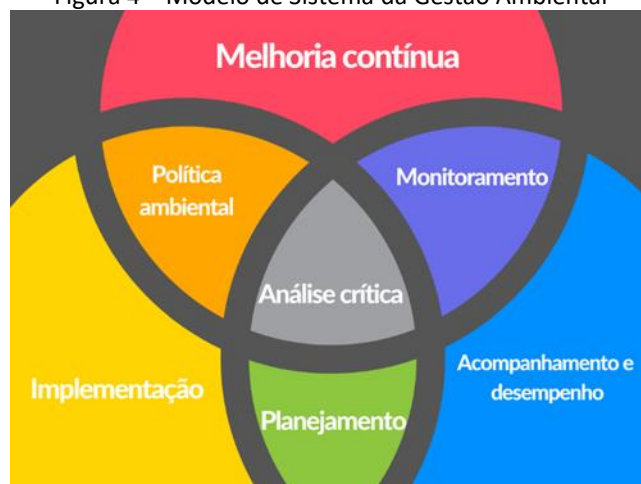 Figura 4 – Modelo de Sistema da Gestão Ambiental
Melhoria contínua
Política
ambiental
Monitoramento
Análise crítica
Implementação
Acompanhamento e
desempenho
Planejamento